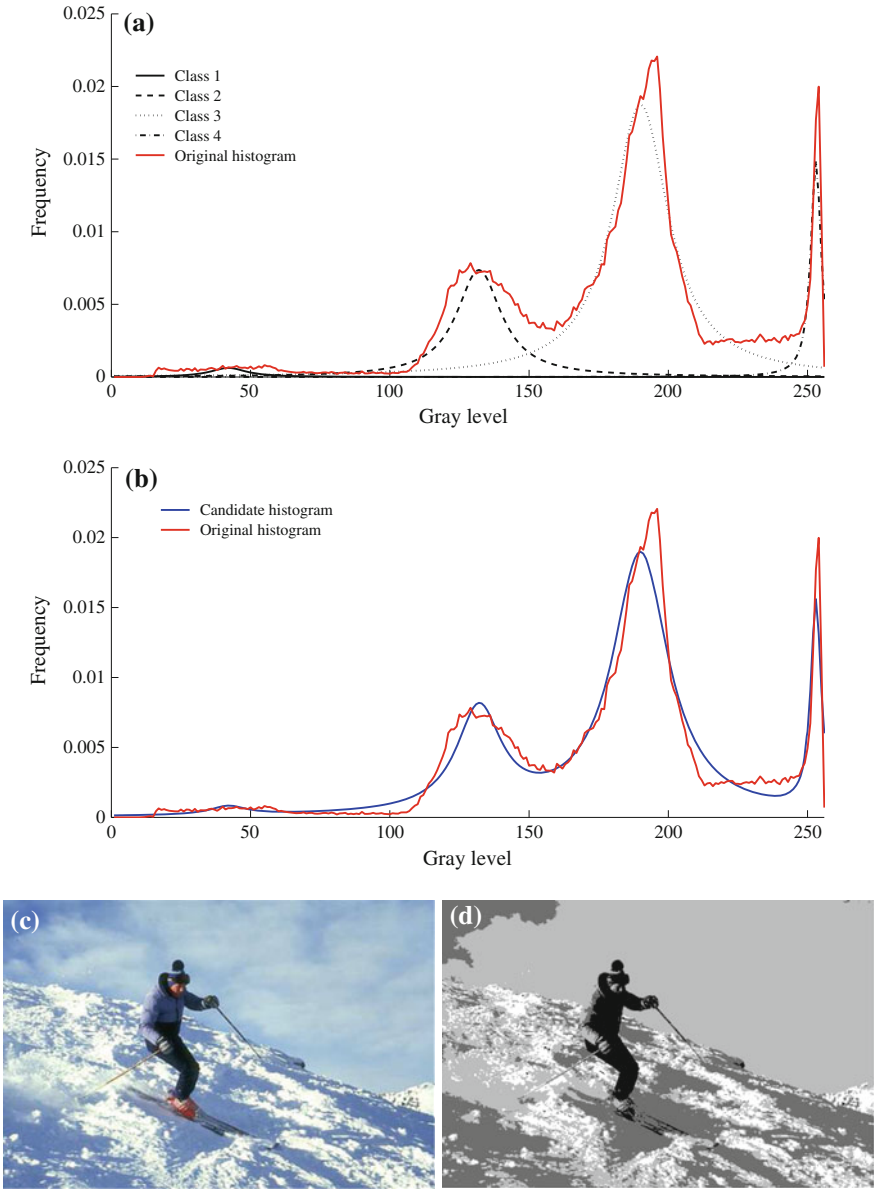 (a)
0.025
0.02
0.015
0.01
0.005
0
Frequency
Class 1
Class 2
Class 3
Class 4
Original histogram
0 50 100 150 200 250
Gray level
(b)
0.025
0.02
0.015
0.01
0.005
0
Frequency
Candidate histogram
Original histogram
0 50 100 150 200 250
Gray level
(c)
(d)